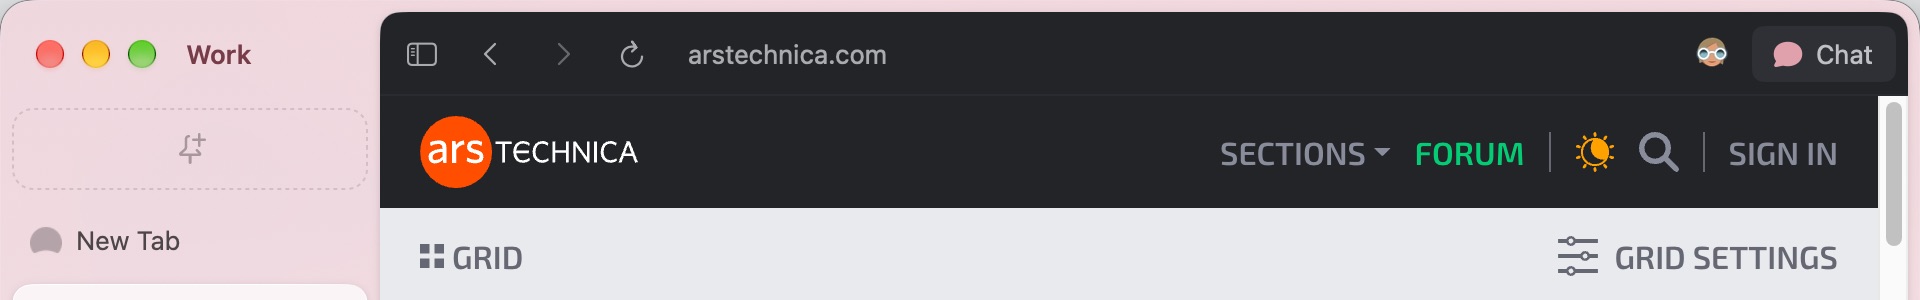 Work
arstechnica.com
Chat
ars TECHNICA
SECTIONS
FORUM
SIGN IN
New Tab
GRID
GRID SETTINGS